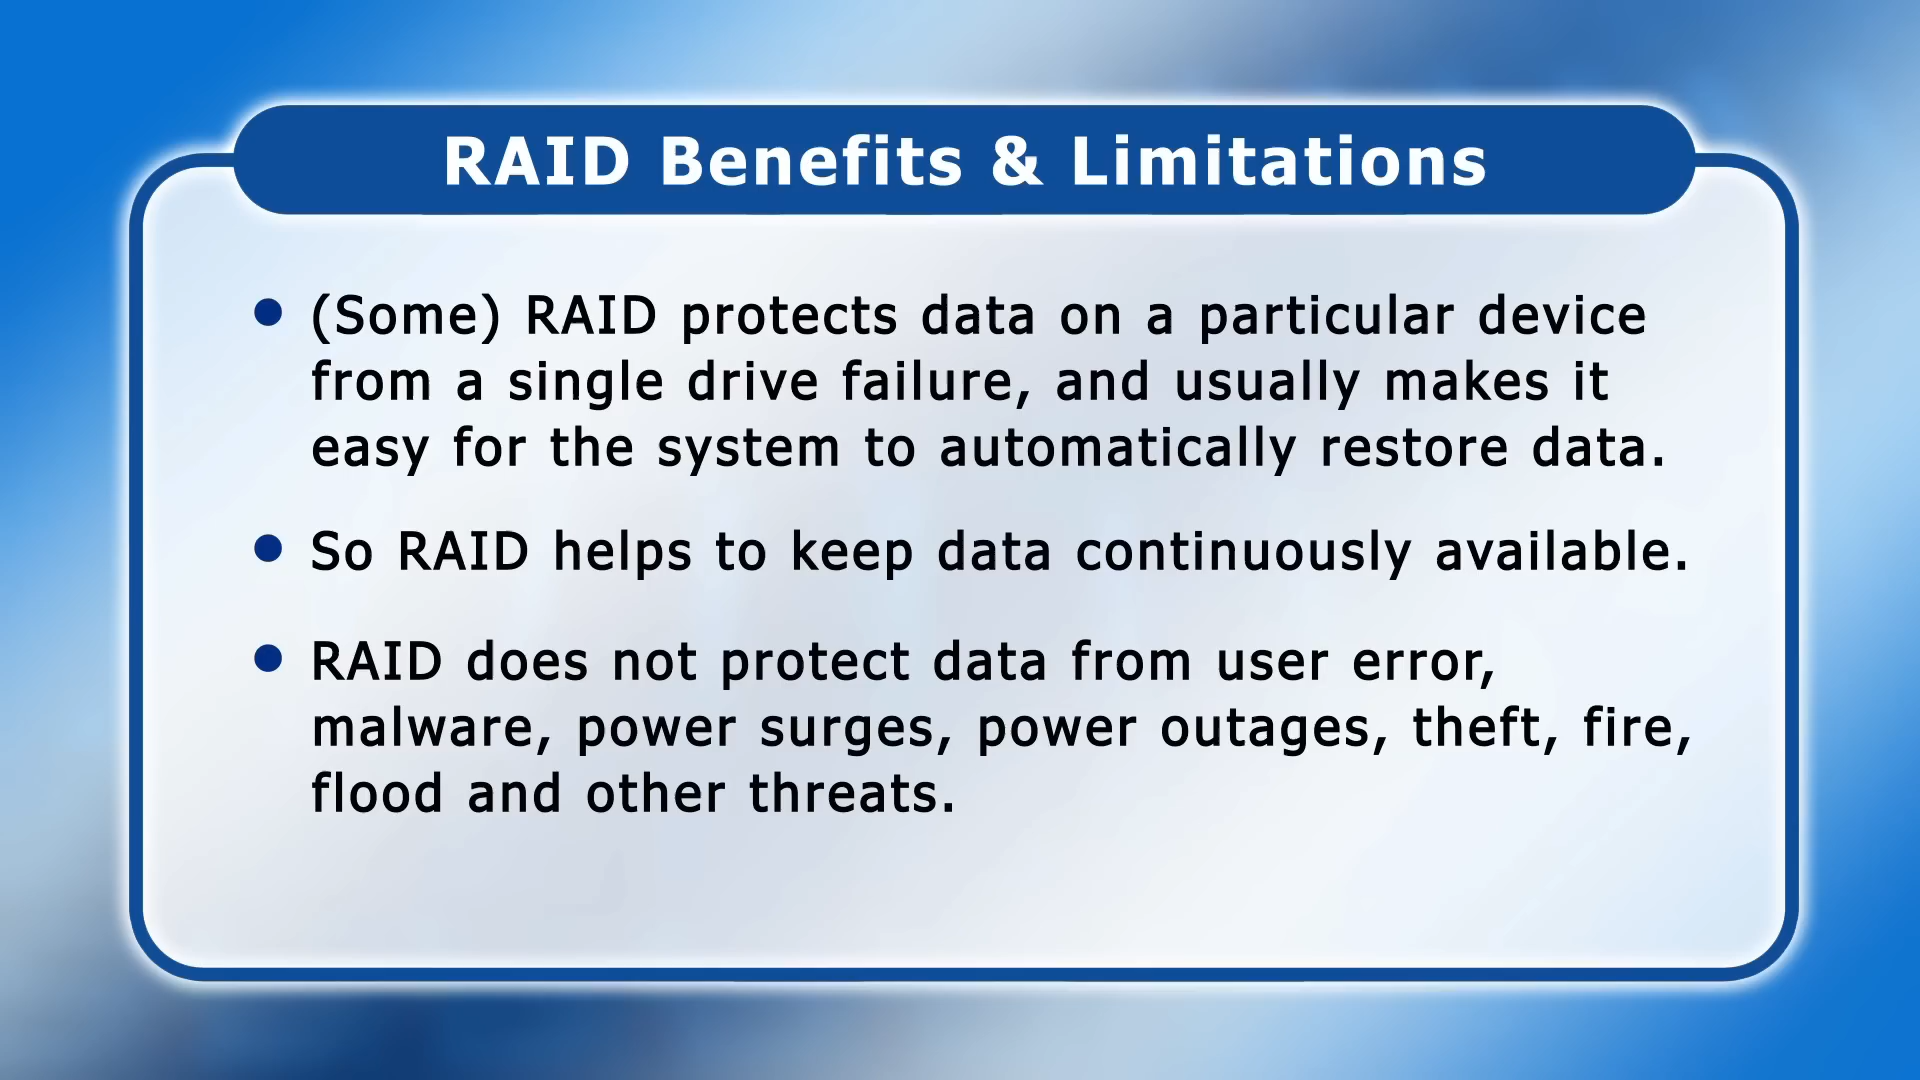 RAID Benefits & Limitations
• (Some) RAID protects data on a particular device
from a single drive failure, and usually makes it
easy for the system to automatically restore data.
• So RAID helps to keep data continuously available.
• RAID does not protect data from user error,
malware, power surges, power outages, theft, fire,
flood and other threats.